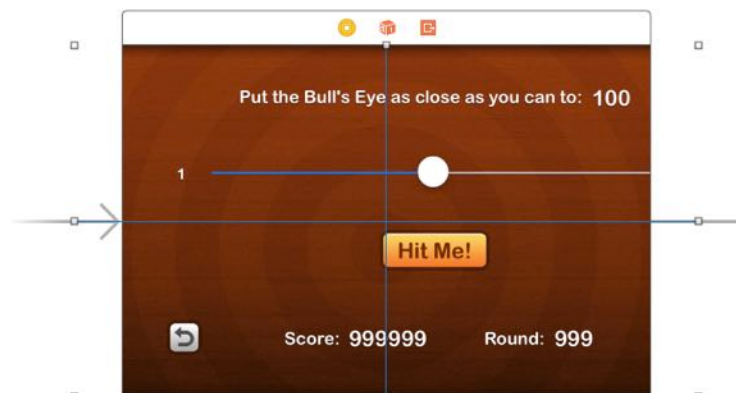 Put the Bull's Eye as close as you can to: 100
1
Hit Me!
Score: 999999 Round: 999